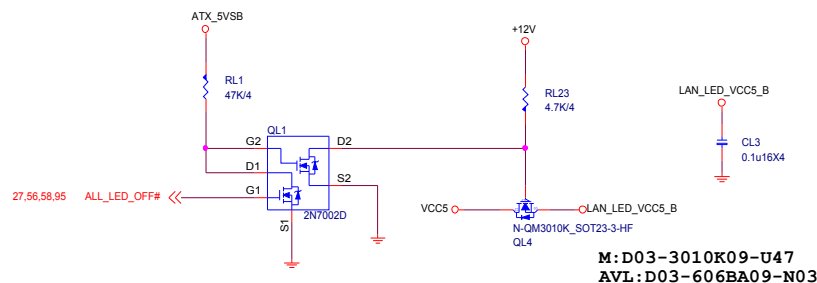 ATX_5VSB
+12V
RL1
47K/4
RL23
4.7K/4
LAN_LED_VCC5_B
CL3
0.1u16X4
QL1
G2
D2
D1
S2
27,56,58,95 ALL_LED_OFF#
G1
2N7002D
S1
VCC5
LAN_LED_VCC5_B
N-QM3010K_SOT23-3-HF
QL4
M:D03-3010K09-U47
AVL:D03-606BA09-N03